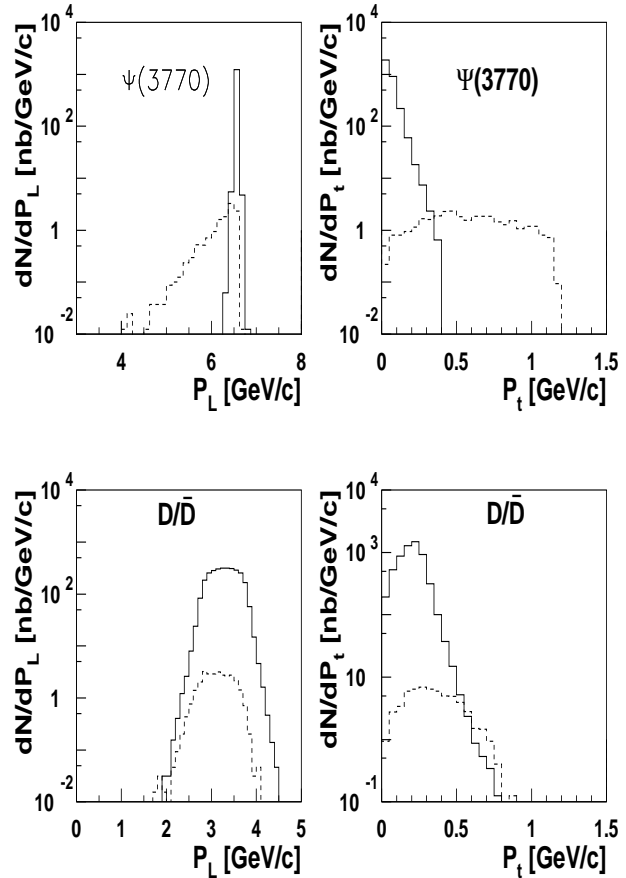 dN/dP_L [nb/GeV/c]
10^4
10^2
1
10^-2
ψ(3770)
4
6
8
P_L [GeV/c]
dN/dP_t [nb/GeV/c]
10^4
10^2
1
10^-2
Ψ(3770)
0
0.5
1
1.5
P_t [GeV/c]
dN/dP_L [nb/GeV/c]
10^4
10^2
1
10^-2
D/D̄
0
1
2
3
4
5
P_L [GeV/c]
dN/dP_t [nb/GeV/c]
10^4
10^3
10
10^-1
D/D̄
0
0.5
1
1.5
P_t [GeV/c]